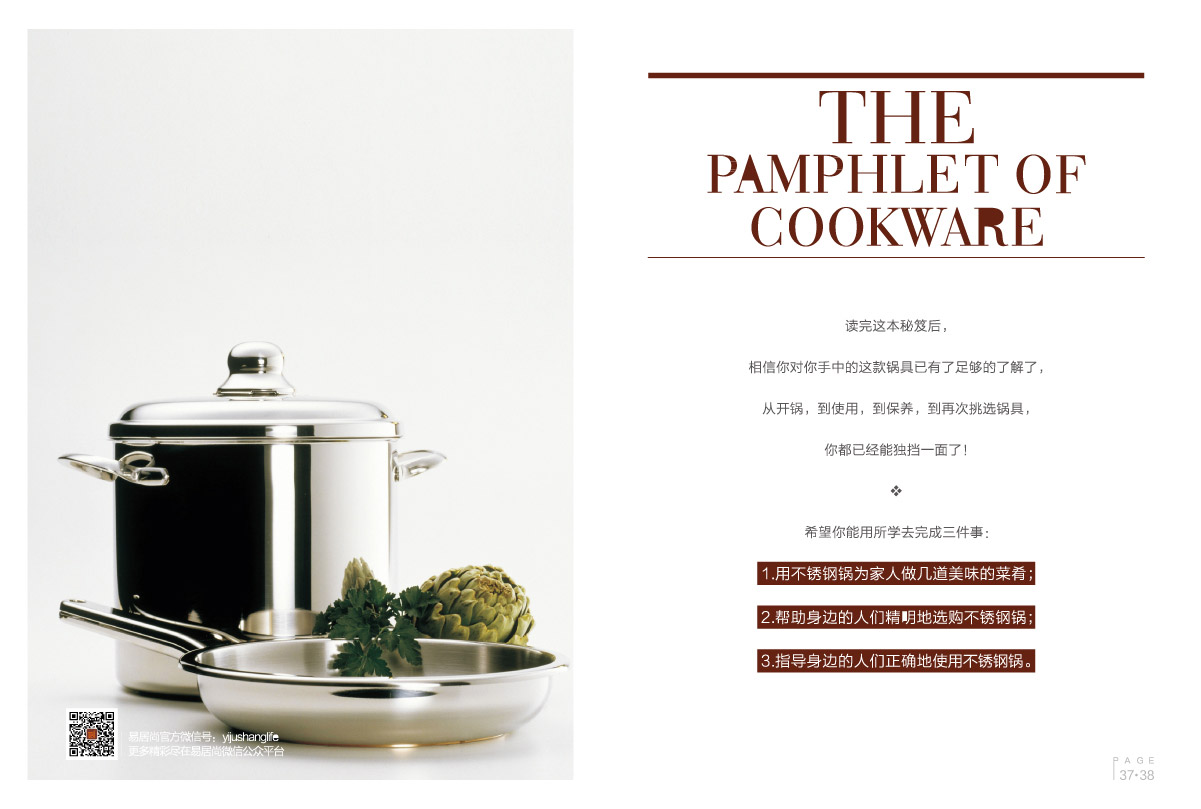 THE
PAMPHLET OF
COOKWARE
读完这本秘笈后，
相信你对你手中的这款锅具已有了足够的了解了，
从开锅，到使用，到保养，到再次挑选锅具，
你都已经能独挡一面了！
希望你能用所学去完成三件事：
1.用不锈钢锅为家人做几道美味的菜肴；
2.帮助身边的人们精明地选购不锈钢锅；
3.指导身边的人们正确地使用不锈钢锅。
易居尚官方微信号：yijushanglife
更多精彩尽在易居尚微信公众平台
PAGE
37·38